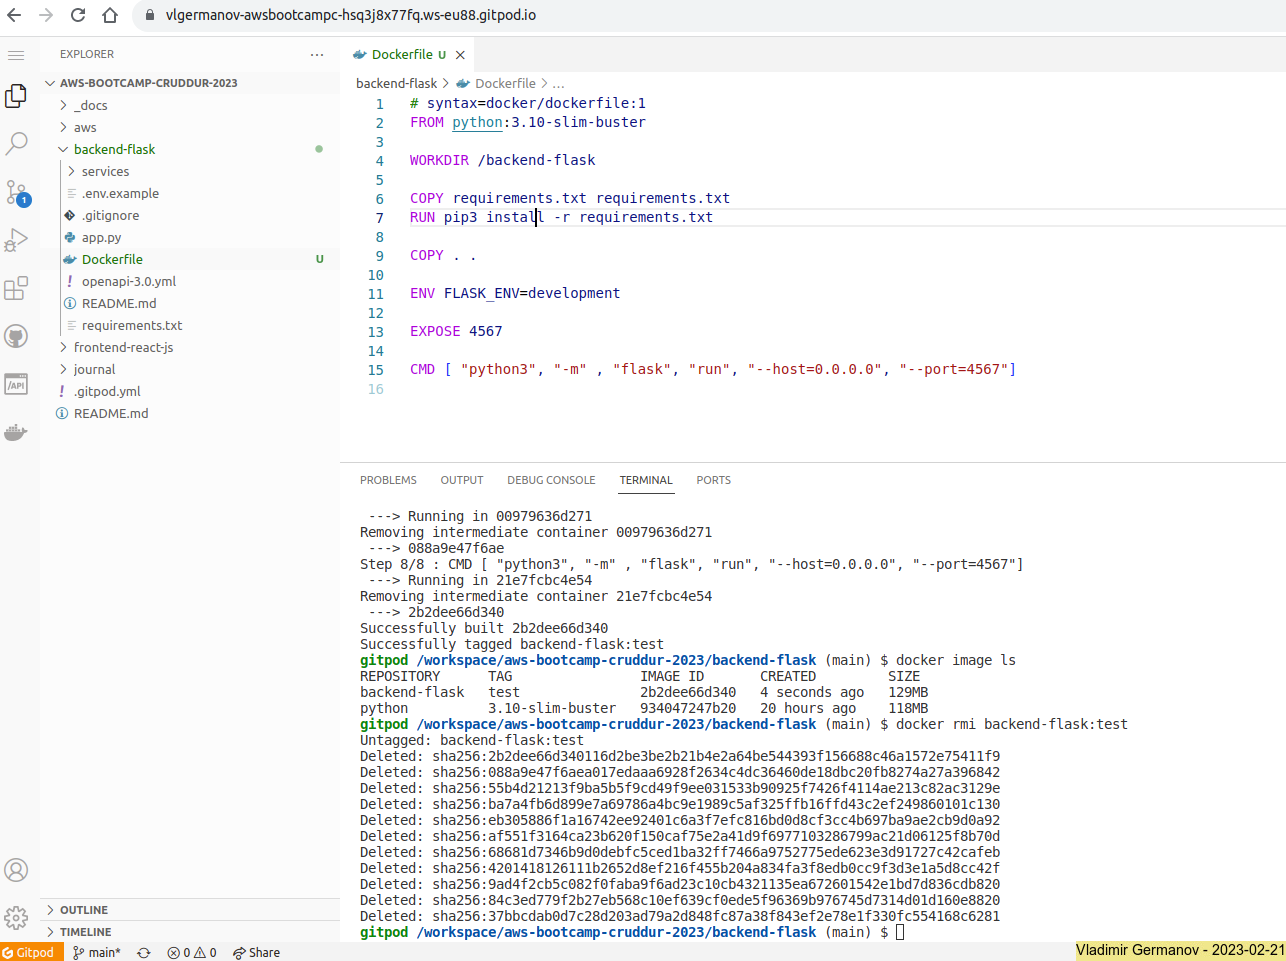 vlgermanov-awsbootcampc-hsq3j8x77fq.ws-eu88.gitpod.io
EXPLORER
AWS-BOOTCAMP-CRUDDUR-2023
_docs
aws
backend-flask
services
.env.example
.gitignore
app.py
Dockerfile U
! openapi-3.0.yml
README.md
requirements.txt
frontend-react-js
journal
! .gitpod.yml
README.md
OUTLINE
TIMELINE
1
/API
Dockerfile U
backend-flask > Dockerfile > ...
1 # syntax=docker/dockerfile:1
2 FROM python:3.10-slim-buster
3
4 WORKDIR /backend-flask
5
6 COPY requirements.txt requirements.txt
7 RUN pip3 install -r requirements.txt
8
9 COPY . .
10
11 ENV FLASK_ENV=development
12
13 EXPOSE 4567
14
15 CMD [ "python3", "-m" , "flask", "run", "--host=0.0.0.0", "--port=4567"]
16
PROBLEMS OUTPUT DEBUG CONSOLE TERMINAL PORTS
---> Running in 00979636d271
Removing intermediate container 00979636d271
---> 088a9e47f6ae
Step 8/8 : CMD [ "python3", "-m" , "flask", "run", "--host=0.0.0.0", "--port=4567"]
---> Running in 21e7fcbc4e54
Removing intermediate container 21e7fcbc4e54
---> 2b2dee66d340
Successfully built 2b2dee66d340
Successfully tagged backend-flask:test
gitpod /workspace/aws-bootcamp-cruddur-2023/backend-flask (main) $ docker image ls
REPOSITORY TAG IMAGE ID CREATED SIZE
backend-flask test 2b2dee66d340 4 seconds ago 129MB
python 3.10-slim-buster 934047247b20 20 hours ago 118MB
gitpod /workspace/aws-bootcamp-cruddur-2023/backend-flask (main) $ docker rmi backend-flask:test
Untagged: backend-flask:test
Deleted: sha256:2b2dee66d340116d2be3be2b21b4e2a64be544393f156688c46a1572e75411f9
Deleted: sha256:088a9e47f6aea017edaaa6928f2634c4dc36460de18dbc20fb8274a27a396842
Deleted: sha256:55b4d21213f9ba5b5f9cd49f9ee031533b90925f7426f4114ae213c82ac3129e
Deleted: sha256:ba7a4fb6d899e7a69786a4bc9e1989c5af325ffb16ffd43c2ef249860101c130
Deleted: sha256:eb305886f1a16742ee92401c6a3f7efc816bd0d8cf3cc4b697ba9ae2cb9d0a92
Deleted: sha256:af551f3164ca23b620f150caf75e2a41d9f6977103286799ac21d06125f8b70d
Deleted: sha256:68681d7346b9d0debfc5ced1ba32ff7466a9752775ede623e3d91727c42cafeb
Deleted: sha256:4201418126111b2652d8ef216f455b204a834fa3f8edb0cc9f3d3e1a5d8cc42f
Deleted: sha256:9ad4f2cb5c082f0faba9f6ad23c10cb4321135ea672601542e1bd7d836cdb820
Deleted: sha256:84c3ed779f2b27eb568c10ef639cf0ede5f96369b976745d7314d01d160e8820
Deleted: sha256:37bbcdab0d7c28d203ad79a2d848fc87a38f843ef2e78e1f330fc554168c6281
gitpod /workspace/aws-bootcamp-cruddur-2023/backend-flask (main) $
Gitpod main* 0 0 Share
Vladimir Germanov - 2023-02-21